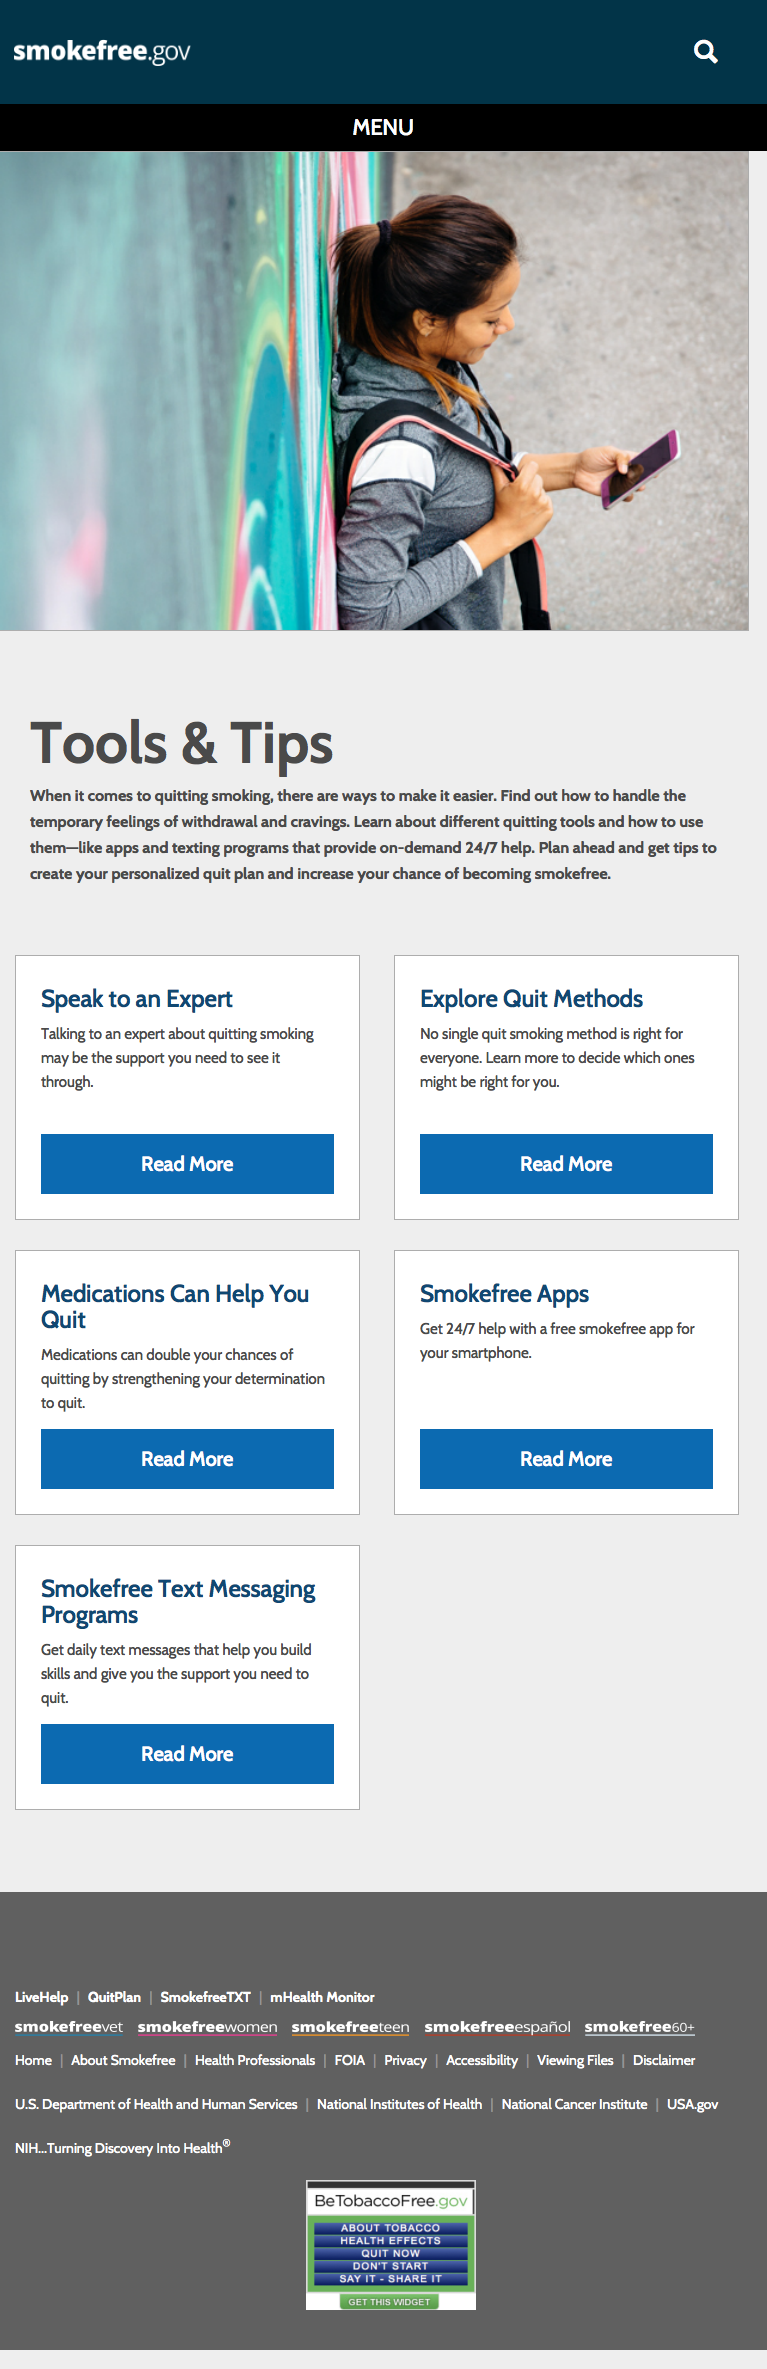 smokefree.gov
MENU
Tools & Tips
When it comes to quitting smoking, there are ways to make it easier. Find out how to handle the
temporary feelings of withdrawal and cravings. Learn about different quitting tools and how to use
them—like apps and texting programs that provide on-demand 24/7 help. Plan ahead and get tips to
create your personalized quit plan and increase your chance of becoming smokefree.
Speak to an Expert
Talking to an expert about quitting smoking
may be the support you need to see it
through.
Read More
Explore Quit Methods
No single quit smoking method is right for
everyone. Learn more to decide which ones
might be right for you.
Read More
Medications Can Help You
Quit
Medications can double your chances of
quitting by strengthening your determination
to quit.
Read More
Smokefree Apps
Get 24/7 help with a free smokefree app for
your smartphone.
Read More
Smokefree Text Messaging
Programs
Get daily text messages that help you build
skills and give you the support you need to
quit.
Read More
LiveHelp | QuitPlan | SmokefreeTXT | mHealth Monitor
smokefreevet smokefreewomen smokefreeteen smokefreeespañol smokefree60+
Home | About Smokefree | Health Professionals | FOIA | Privacy | Accessibility | Viewing Files | Disclaimer
U.S. Department of Health and Human Services | National Institutes of Health | National Cancer Institute | USA.gov
NIH...Turning Discovery Into Health®
BeTobaccoFree.gov
ABOUT TOBACCO
HEALTH EFFECTS
QUIT NOW
DON'T START
SAY IT - SHARE IT
GET THIS WIDGET